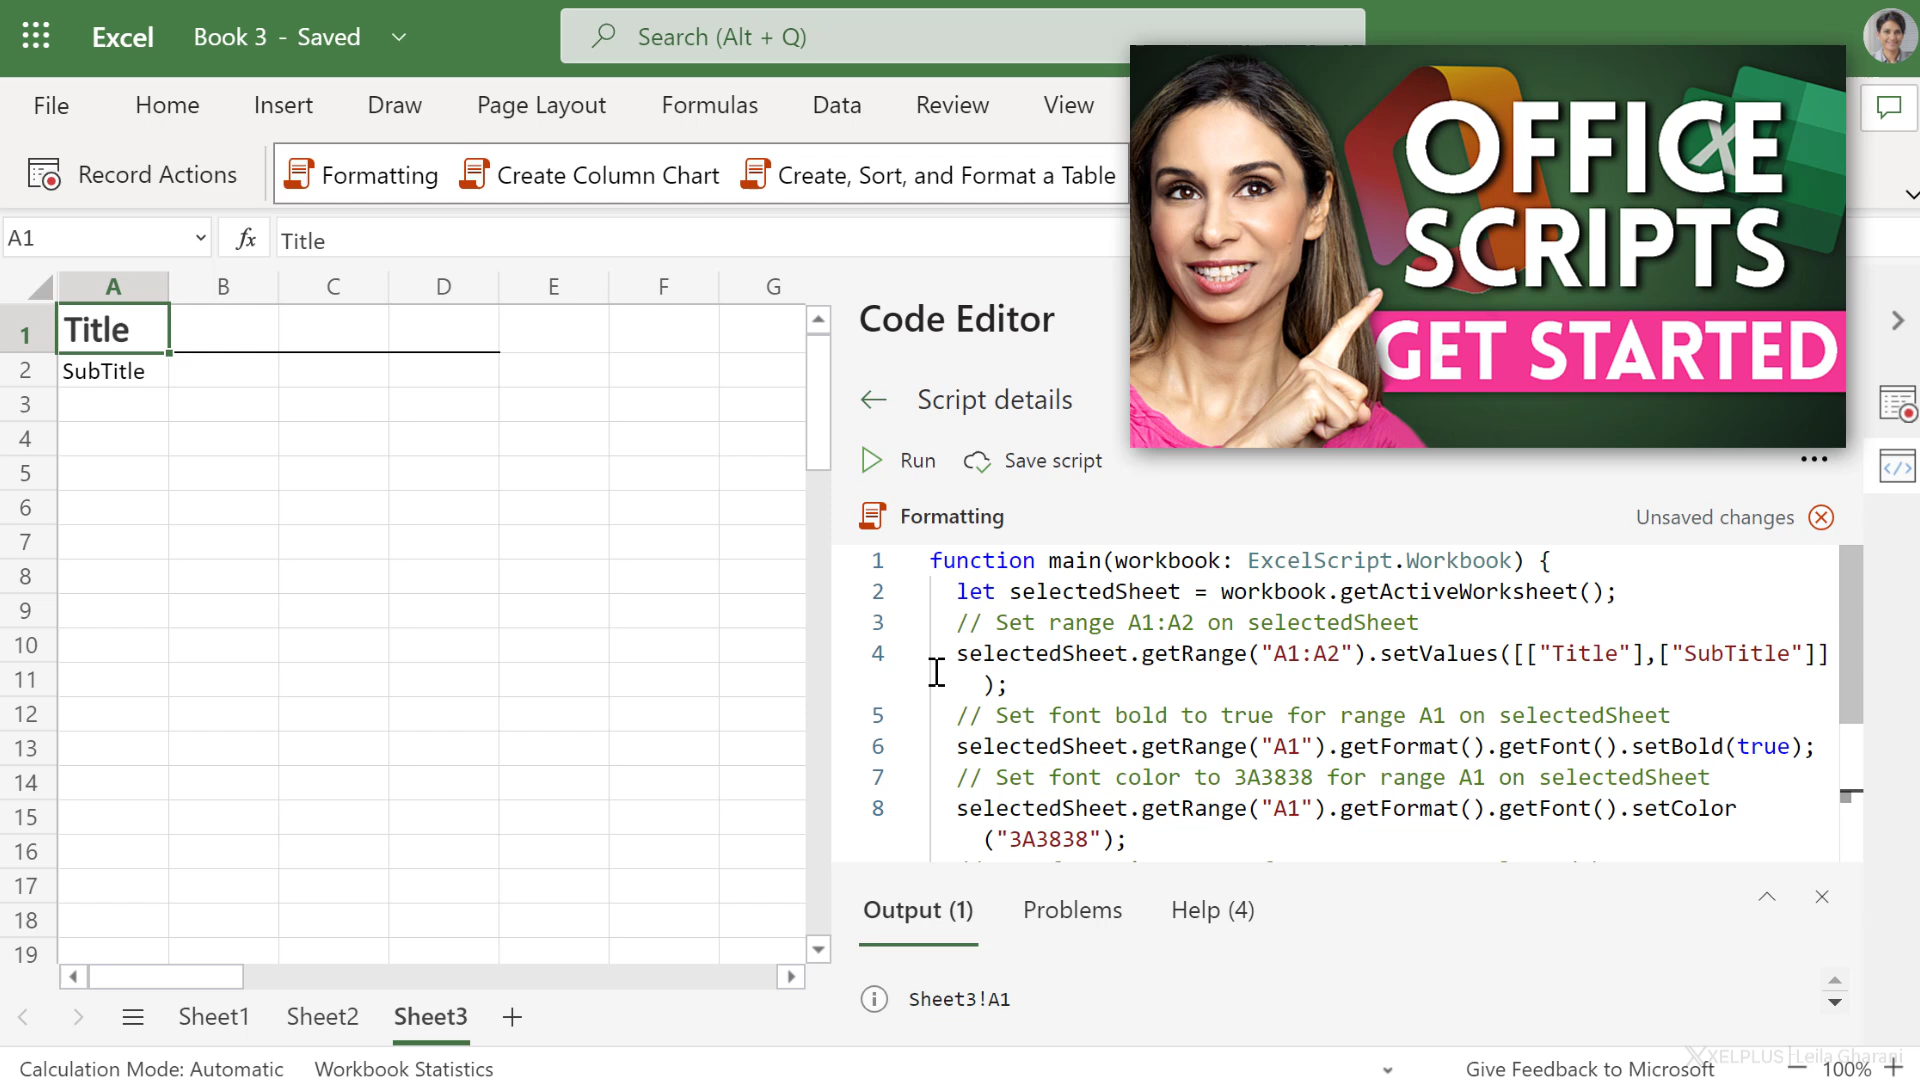 Excel Book 3 - Saved Search (Alt + Q)
File Home Insert Draw Page Layout Formulas Data Review View
Record Actions Formatting Create Column Chart Create, Sort, and Format a Table
OFFICE
SCRIPTS
GET STARTED
A1 fx Title
A B C D E F G
1 Title
2 SubTitle
3
4
5
6
7
8
9
10
11
12
13
14
15
16
17
18
19
Code Editor
Script details
Run Save script
Formatting Unsaved changes
1 function main(workbook: ExcelScript.Workbook) {
2 let selectedSheet = workbook.getActiveWorksheet();
3 // Set range A1:A2 on selectedSheet
4 selectedSheet.getRange("A1:A2").setValues([["Title"],["SubTitle"]]
);
5 // Set font bold to true for range A1 on selectedSheet
6 selectedSheet.getRange("A1").getFormat().getFont().setBold(true);
7 // Set font color to 3A3838 for range A1 on selectedSheet
8 selectedSheet.getRange("A1").getFormat().getFont().setColor
("3A3838");
Output (1) Problems Help (4)
Sheet3!A1
Sheet1 Sheet2 Sheet3
XELPLUS | Leila Gharani
Calculation Mode: Automatic Workbook Statistics Give Feedback to Microsoft 100%